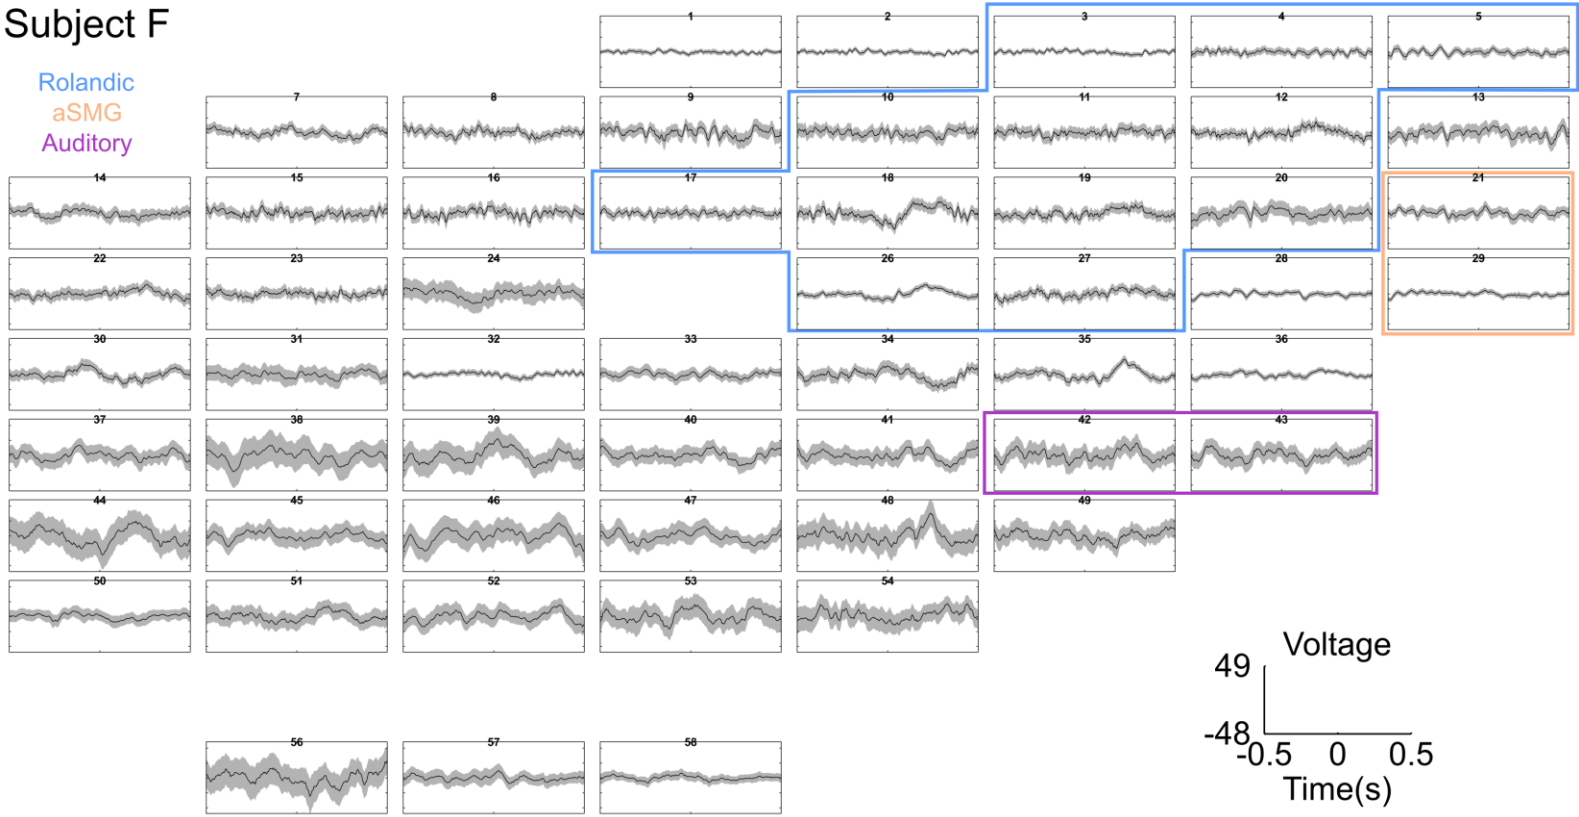 Subject F
Rolandic
aSMG
Auditory
1 2 3 4 5
7 8 9 10 11 12 13
14 15 16 17 18 19 20 21
22 23 24 26 27 28 29
30 31 32 33 34 35 36
37 38 39 40 41 42 43
44 45 46 47 48 49
50 51 52 53 54
56 57 58
Voltage
49
-48
-0.5 0 0.5
Time(s)